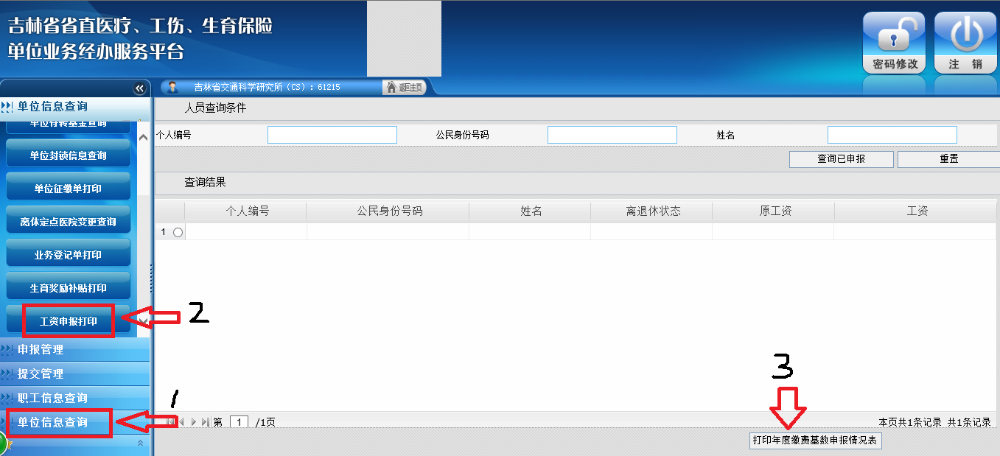 吉林省省直医疗、工伤、生育保险
单位业务经办服务平台
密码修改
注 销
吉林省交通科学研究所（CS）：61215
返回主页
单位信息查询
单位待转基金查询
单位封锁信息查询
单位征缴单打印
离休定点医院变更查询
业务登记单打印
生育奖励补贴打印
工资申报打印
2
申报管理
提交管理
职工信息查询
单位信息查询
1
人员查询条件
个人编号 公民身份号码 姓名
查询已申报 重置
查询结果
个人编号 公民身份号码 姓名 离退休状态 原工资 工资
1
3
第 1 /1页
本页共1条记录 共1条记录
打印年度缴费基数申报情况表